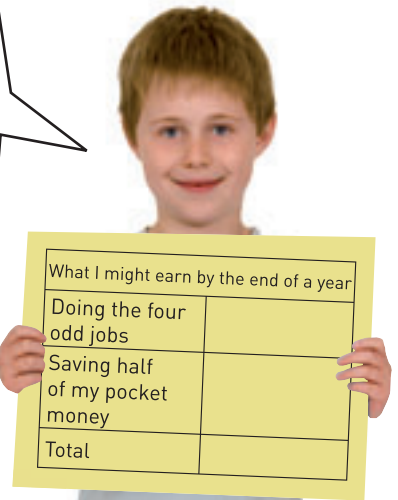 What I might earn by the end of a year
Doing the four
odd jobs
Saving half
of my pocket
money
Total